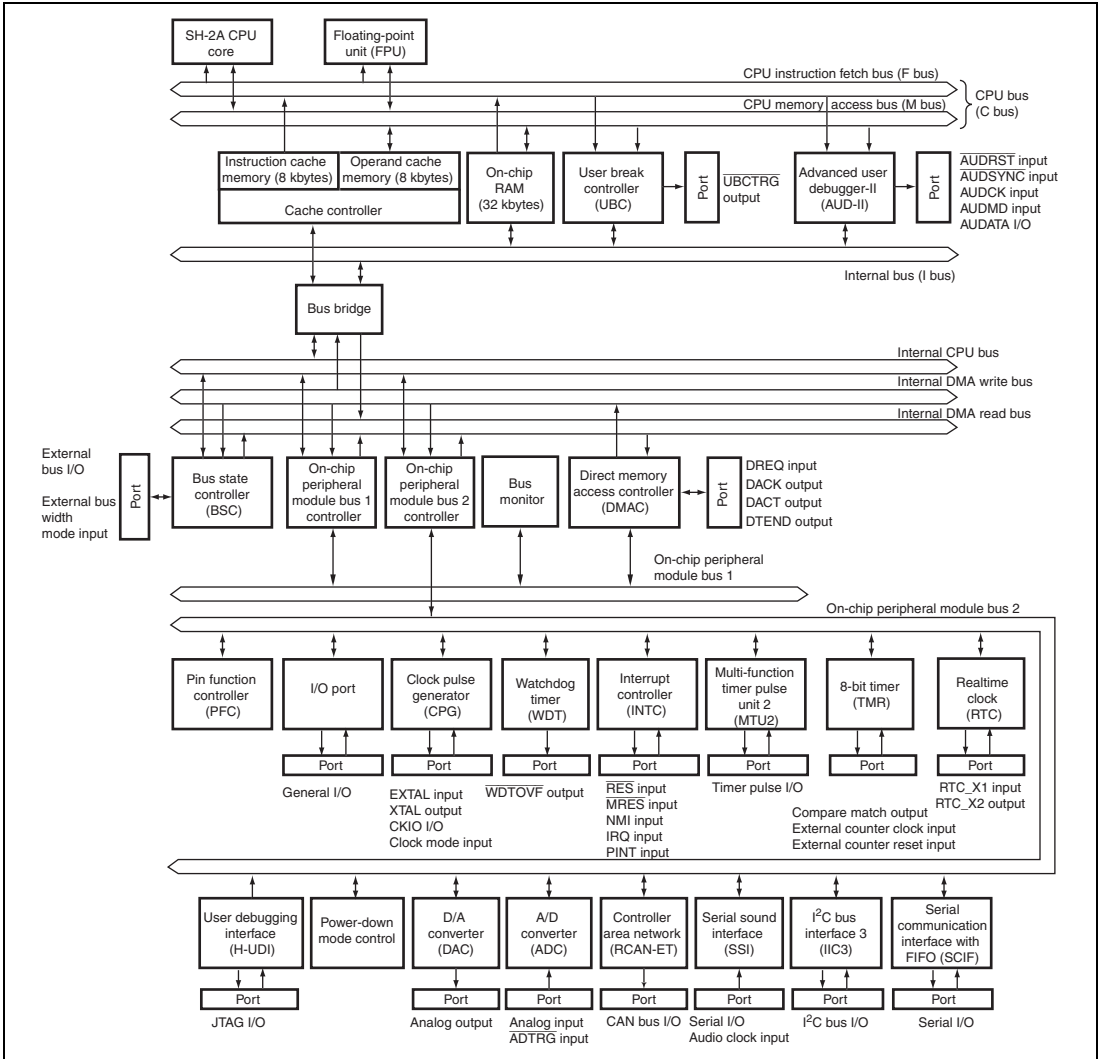 SH-2A CPU
core
Floating-point
unit (FPU)
CPU instruction fetch bus (F bus)
CPU memory access bus (M bus)
CPU bus
(C bus)
Instruction cache
memory (8 kbytes)
Operand cache
memory (8 kbytes)
Cache controller
On-chip
RAM
(32 kbytes)
User break
controller
(UBC)
Port
UBCTRG
output
Advanced user
debugger-II
(AUD-II)
Port
AUDRST input
AUDSYNC input
AUDCK input
AUDMD input
AUDATA I/O
Internal bus (I bus)
Bus bridge
Internal CPU bus
Internal DMA write bus
Internal DMA read bus
External
bus I/O
External bus
width
mode input
Port
Bus state
controller
(BSC)
On-chip
peripheral
module bus 1
controller
On-chip
peripheral
module bus 2
controller
Bus
monitor
Direct memory
access controller
(DMAC)
Port
DREQ input
DACK output
DACT output
DTEND output
On-chip peripheral
module bus 1
On-chip peripheral module bus 2
Pin function
controller
(PFC)
I/O port
Clock pulse
generator
(CPG)
Watchdog
timer
(WDT)
Interrupt
controller
(INTC)
Multi-function
timer pulse
unit 2
(MTU2)
8-bit timer
(TMR)
Realtime
clock
(RTC)
Port
Port
Port
Port
Port
Port
Port
General I/O
EXTAL input
XTAL output
CKIO I/O
Clock mode input
WDTOVF output
RES input
MRES input
NMI input
IRQ input
PINT input
Timer pulse I/O
Compare match output
External counter clock input
External counter reset input
RTC_X1 input
RTC_X2 output
User debugging
interface
(H-UDI)
Power-down
mode control
D/A
converter
(DAC)
A/D
converter
(ADC)
Controller
area network
(RCAN-ET)
Serial sound
interface
(SSI)
I²C bus
interface 3
(IIC3)
Serial
communication
interface with
FIFO (SCIF)
Port
Port
Port
Port
Port
Port
Port
JTAG I/O
Analog output
Analog input
ADTRG input
CAN bus I/O
Serial I/O
Audio clock input
I²C bus I/O
Serial I/O